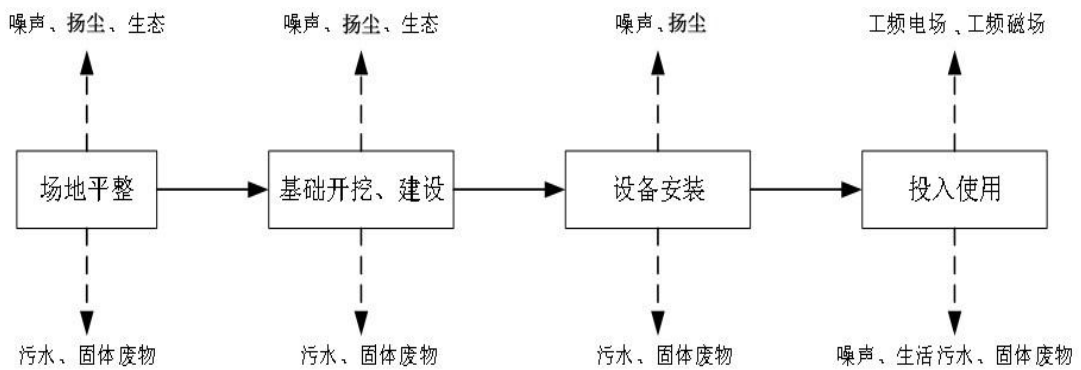 噪声、扬尘、生态
噪声、扬尘、生态
噪声、扬尘
工频电场、工频磁场
场地平整
基础开挖、建设
设备安装
投入使用
污水、固体废物
污水、固体废物
污水、固体废物
噪声、生活污水、固体废物